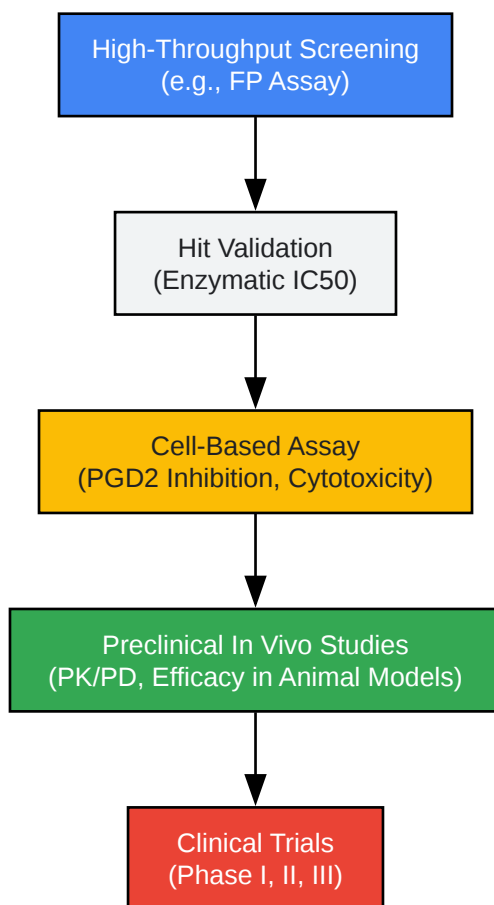 High-Throughput Screening
(e.g., FP Assay)
Hit Validation
(Enzymatic IC50)
Cell-Based Assay
(PGD2 Inhibition, Cytotoxicity)
Preclinical In Vivo Studies
(PK/PD, Efficacy in Animal Models)
Clinical Trials
(Phase I, II, III)